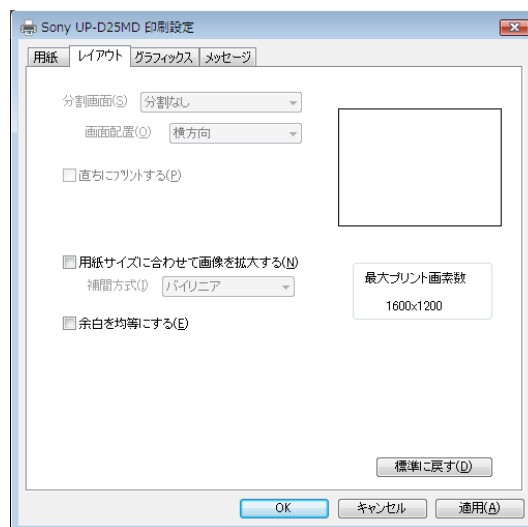 Sony UP-D25MD 印刷設定
用紙 レイアウト グラフィックス メッセージ
分割画面(S) 分割なし
画面配置(O) 横方向
直ちにプリントする(P)
用紙サイズに合わせて画像を拡大する(N)
補間方式(I) バイリニア
最大プリント画素数
1600x1200
余白を均等にする(E)
標準に戻す(D)
OK キャンセル 適用(A)